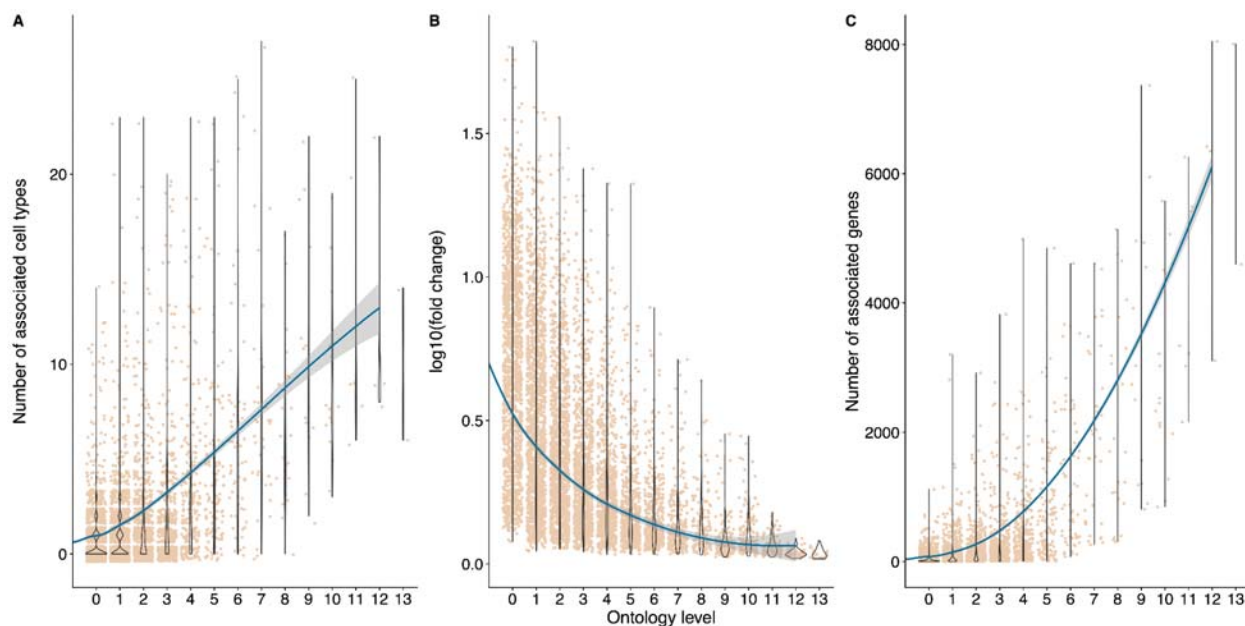 A
Number of associated cell types
20
10
0
0 1 2 3 4 5 6 7 8 9 10 11 12 13
B
log10(fold change)
1.5
1.0
0.5
0.0
0 1 2 3 4 5 6 7 8 9 10 11 12 13
Ontology level
C
Number of associated genes
8000
6000
4000
2000
0
0 1 2 3 4 5 6 7 8 9 10 11 12 13